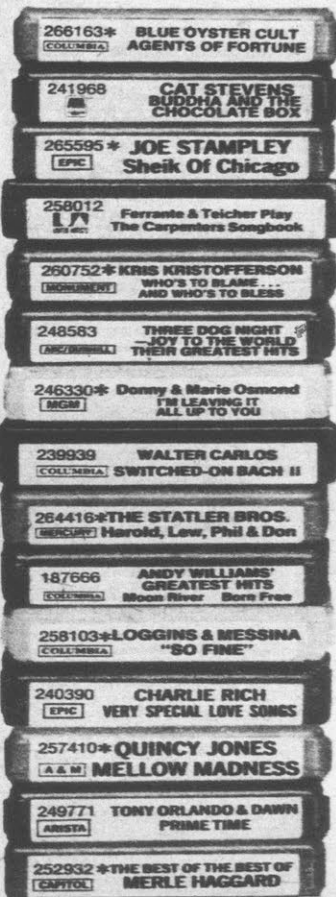 266163* BLUE ÖYSTER CULT
COLUMBIA AGENTS OF FORTUNE
241968 CAT STEVENS
BUDDHA AND THE
CHOCOLATE BOX
265595* JOE STAMPLEY
EPIC Sheik Of Chicago
258012 Ferrante & Teicher Play
UA UNITED ARTISTS The Carpenters Songbook
260752* KRIS KRISTOFFERSON
MONUMENT WHO'S TO BLAME...
AND WHO'S TO BLESS
248583 THREE DOG NIGHT
ABC/DUNHILL —JOY TO THE WORLD
THEIR GREATEST HITS
246330* Donny & Marie Osmond
MGM I'M LEAVING IT
ALL UP TO YOU
239939 WALTER CARLOS
COLUMBIA SWITCHED-ON BACH II
264416* THE STATLER BROS.
MERCURY Harold, Lew, Phil & Don
187666 ANDY WILLIAMS'
COLUMBIA GREATEST HITS
Moon River Born Free
258103* LOGGINS & MESSINA
COLUMBIA "SO FINE"
240390 CHARLIE RICH
EPIC VERY SPECIAL LOVE SONGS
257410* QUINCY JONES
A & M MELLOW MADNESS
249771 TONY ORLANDO & DAWN
ARISTA PRIME TIME
252932* THE BEST OF THE BEST OF
CAPITOL MERLE HAGGARD